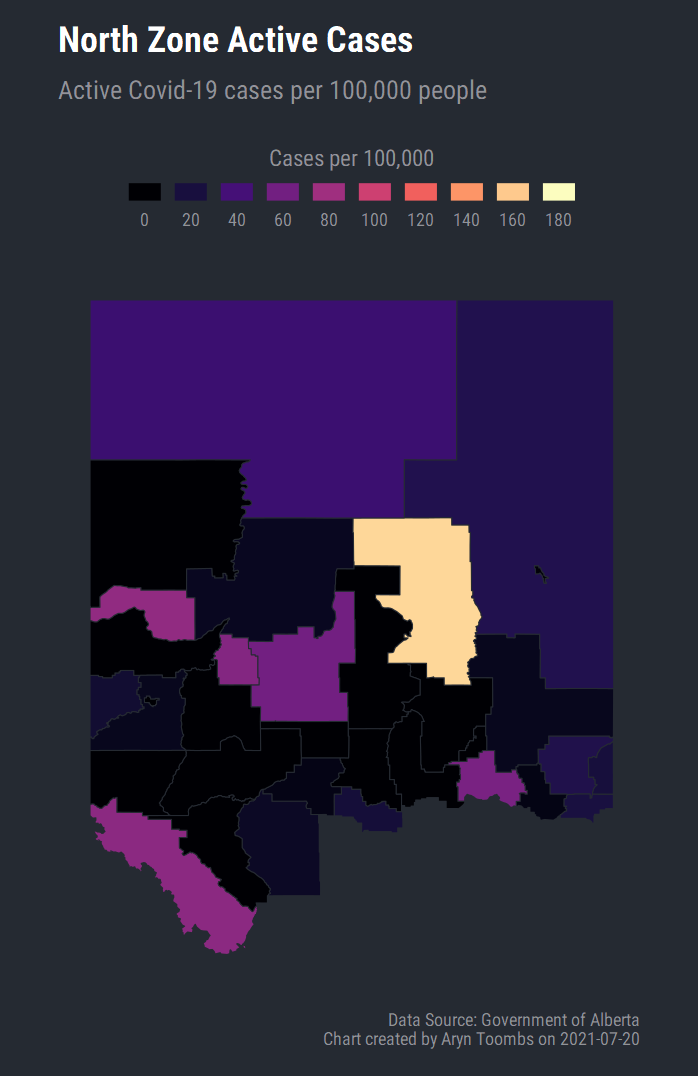 North Zone Active Cases
Active Covid-19 cases per 100,000 people
Cases per 100,000
0 20 40 60 80 100 120 140 160 180
Data Source: Government of Alberta
Chart created by Aryn Toombs on 2021-07-20